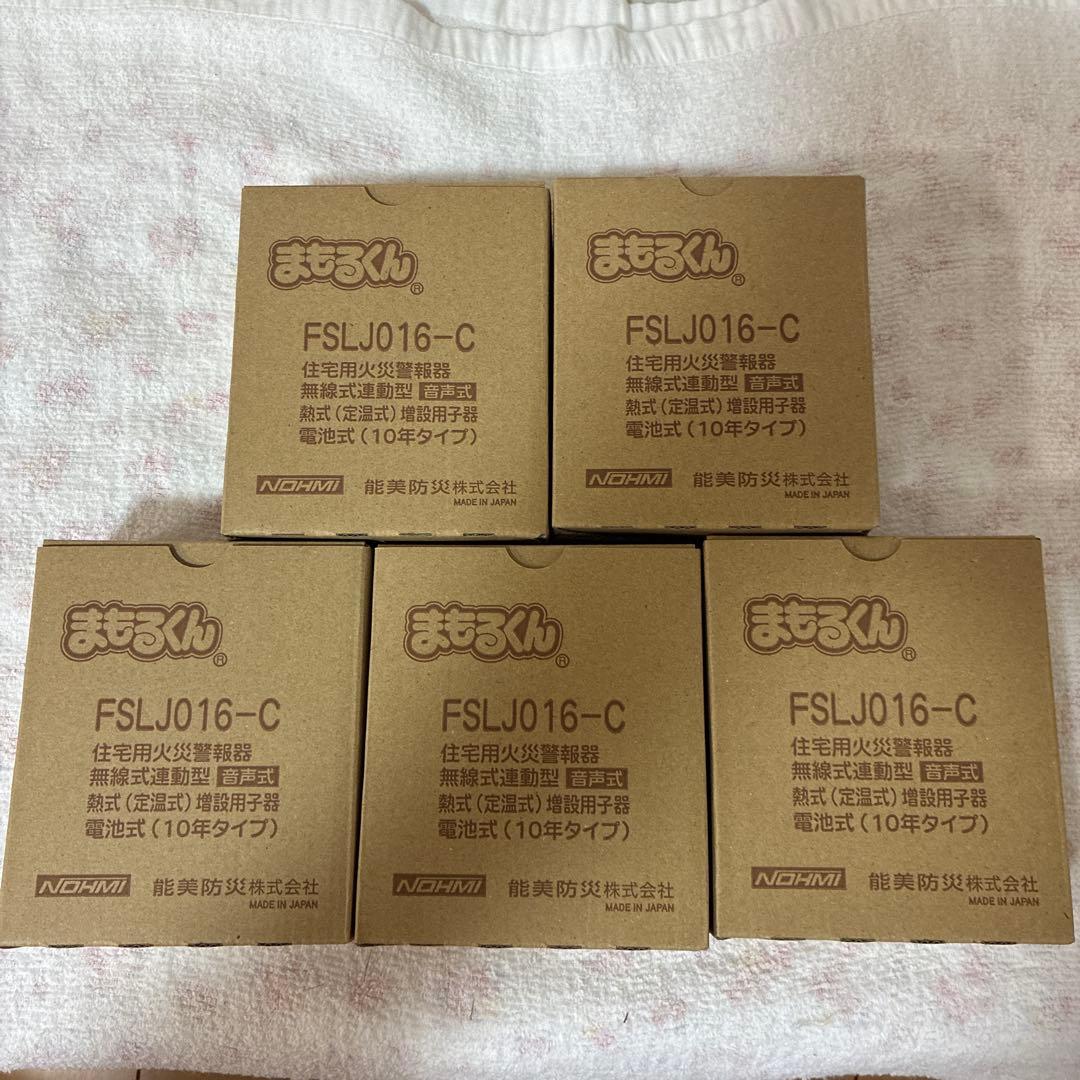 まもるくん®
FSLJ016-C
住宅用火災警報器
無線式連動型 音声式
熱式(定温式)増設用子器
電池式(10年タイプ)
NOHMI 能美防災株式会社
MADE IN JAPAN
まもるくん®
FSLJ016-C
住宅用火災警報器
無線式連動型 音声式
熱式(定温式)増設用子器
電池式(10年タイプ)
NOHMI 能美防災株式会社
MADE IN JAPAN
まもるくん®
FSLJ016-C
住宅用火災警報器
無線式連動型 音声式
熱式(定温式)増設用子器
電池式(10年タイプ)
NOHMI 能美防災株式会社
MADE IN JAPAN
まもるくん®
FSLJ016-C
住宅用火災警報器
無線式連動型 音声式
熱式(定温式)増設用子器
電池式(10年タイプ)
NOHMI 能美防災株式会社
MADE IN JAPAN
まもるくん®
FSLJ016-C
住宅用火災警報器
無線式連動型 音声式
熱式(定温式)増設用子器
電池式(10年タイプ)
NOHMI 能美防災株式会社
MADE IN JAPAN